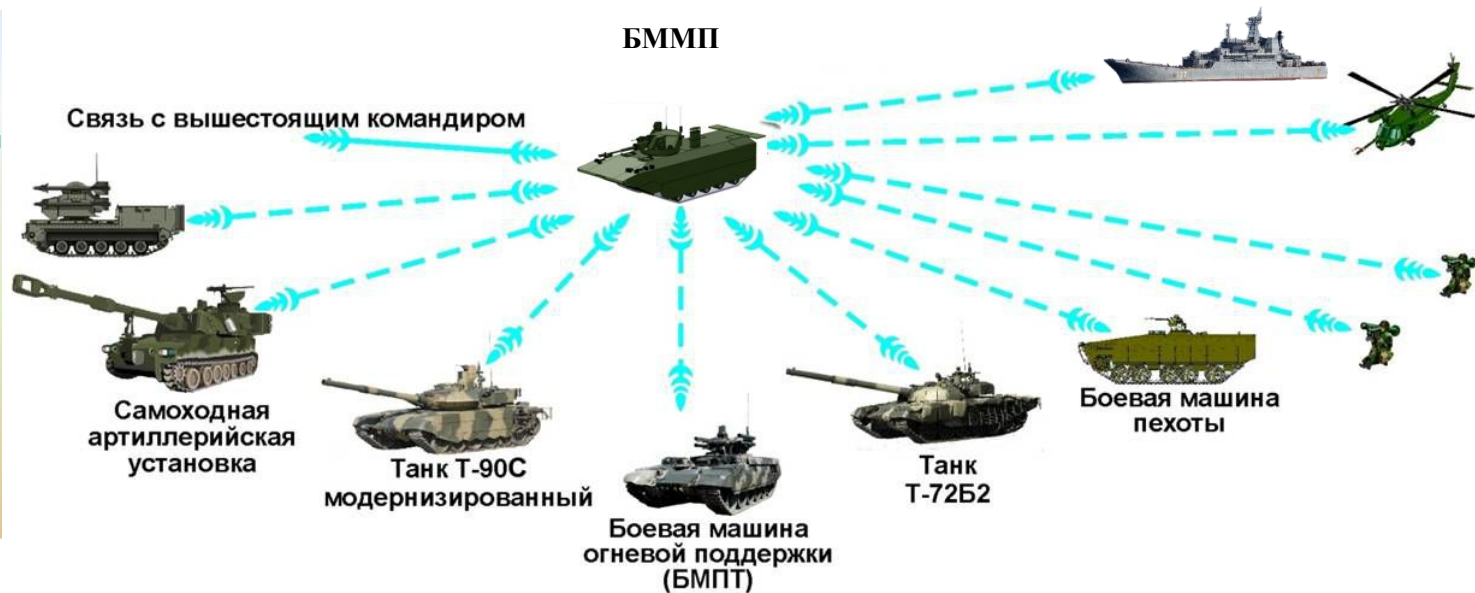 БММП
Связь с вышестоящим командиром
Самоходная
артиллерийская
установка
Танк Т-90С
модернизированный
Боевая машина
огневой поддержки
(БМПТ)
Танк
Т-72Б2
Боевая машина
пехоты